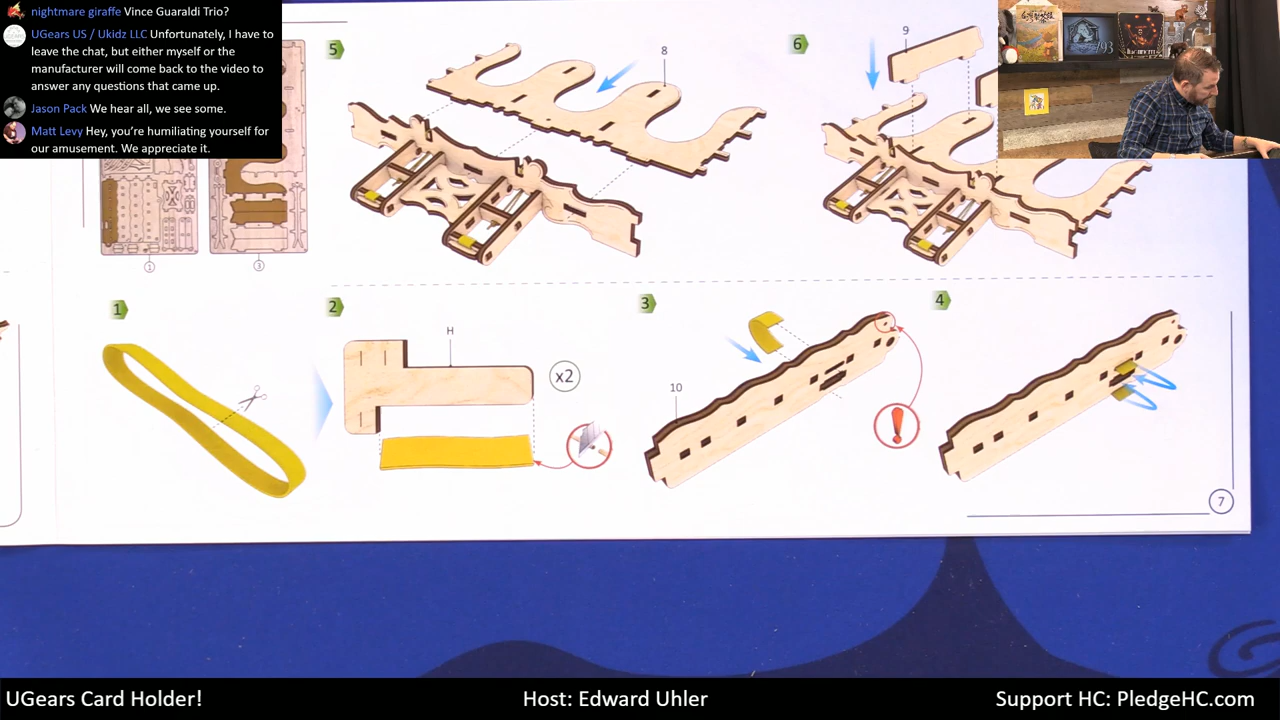 nightmare giraffe Vince Guaraldi Trio?
UGears US / Ukidz LLC Unfortunately, I have to
leave the chat, but either myself or the
manufacturer will come back to the video to
answer any questions that came up.
Jason Pack We hear all, we see some.
Matt Levy Hey, you're humiliating yourself for
our amusement. We appreciate it.
5
8
6
9
1
3
1
2
H
x2
3
10
!
4
7
UGears Card Holder!
Host: Edward Uhler
Support HC: PledgeHC.com